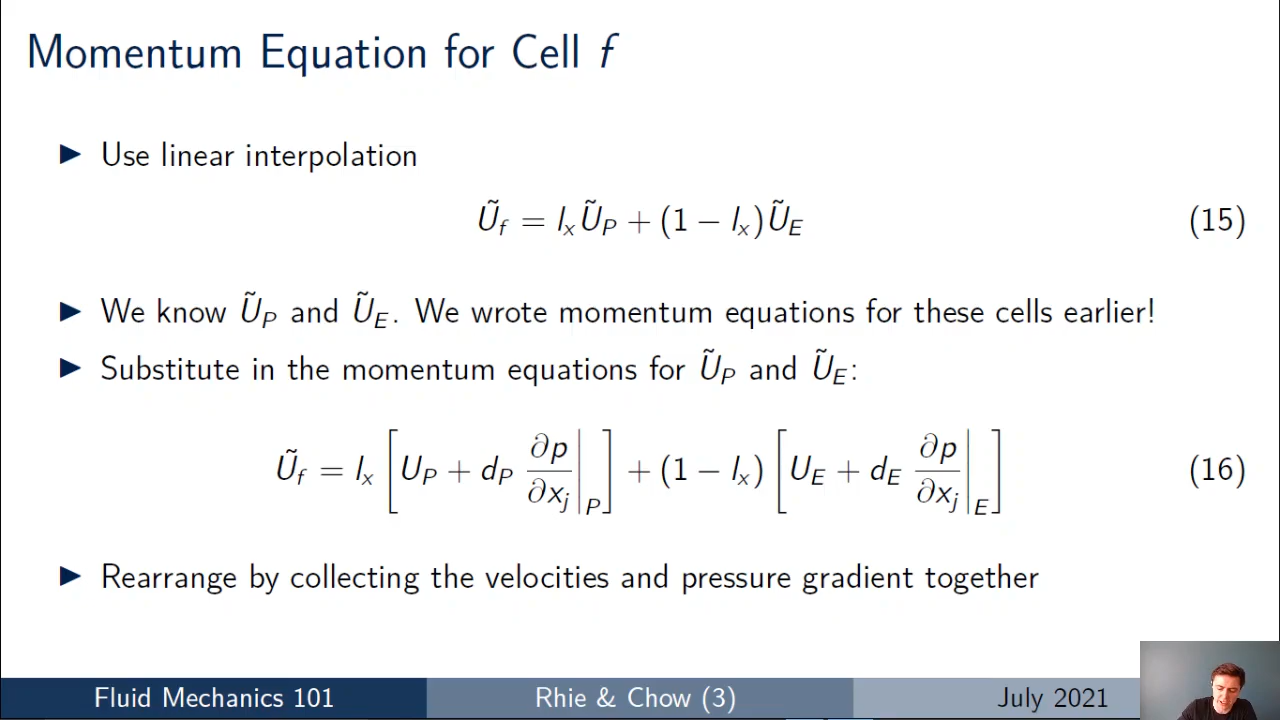 Momentum Equation for Cell f
▶ Use linear interpolation
Ũ_f = l_x Ũ_P + (1 − l_x) Ũ_E (15)
▶ We know Ũ_P and Ũ_E. We wrote momentum equations for these cells earlier!
▶ Substitute in the momentum equations for Ũ_P and Ũ_E:
Ũ_f = l_x [U_P + d_P ∂p/∂x_j|_P] + (1 − l_x) [U_E + d_E ∂p/∂x_j|_E] (16)
▶ Rearrange by collecting the velocities and pressure gradient together
Fluid Mechanics 101 Rhie & Chow (3) July 2021